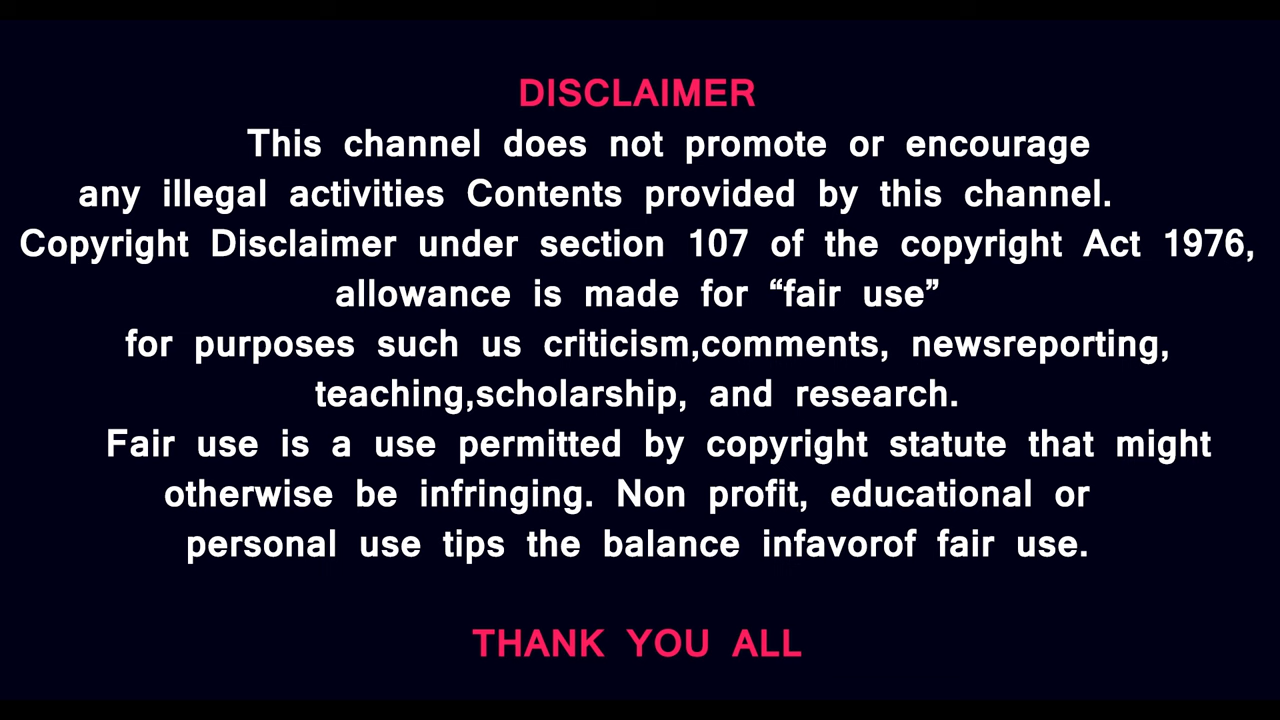 DISCLAIMER
This channel does not promote or encourage
any illegal activities Contents provided by this channel.
Copyright Disclaimer under section 107 of the copyright Act 1976,
allowance is made for “fair use”
for purposes such us criticism,comments, newsreporting,
teaching,scholarship, and research.
Fair use is a use permitted by copyright statute that might
otherwise be infringing. Non profit, educational or
personal use tips the balance infavorof fair use.
THANK YOU ALL